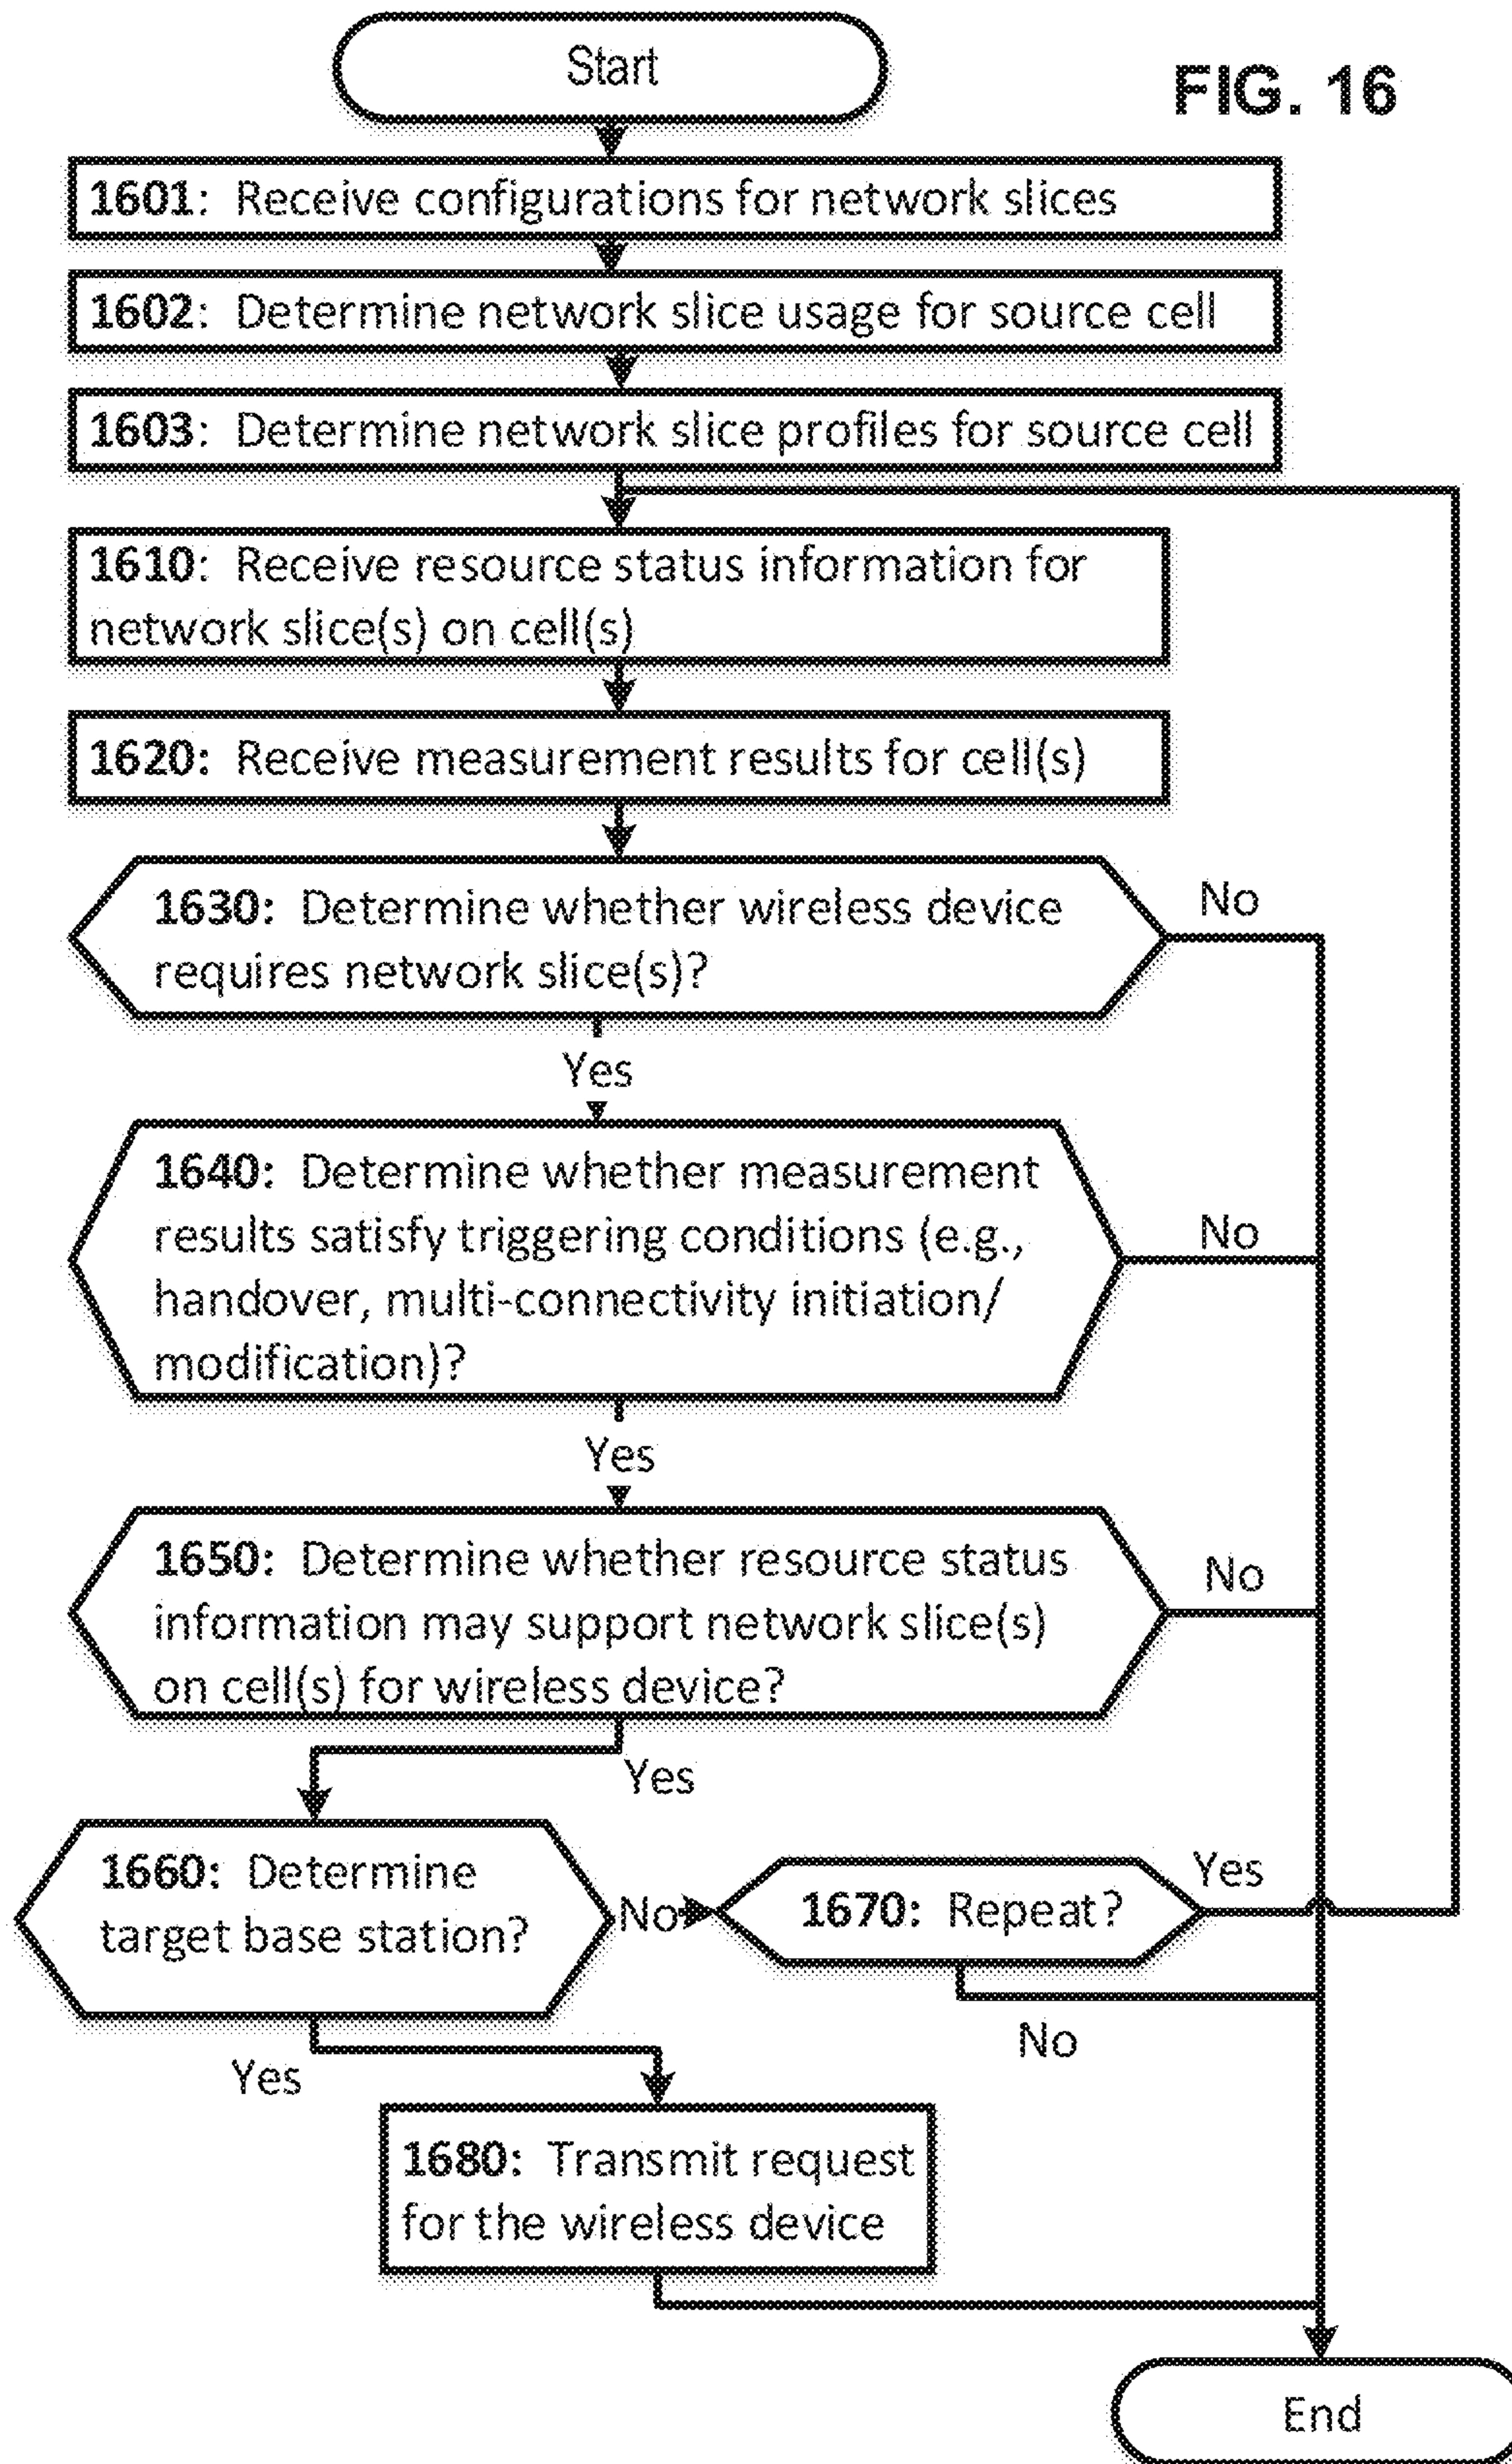 Start
FIG. 16
1601: Receive configurations for network slices
1602: Determine network slice usage for source cell
1603: Determine network slice profiles for source cell
1610: Receive resource status information for
network slice(s) on cell(s)
1620: Receive measurement results for cell(s)
1630: Determine whether wireless device
requires network slice(s)?
No
Yes
1640: Determine whether measurement
results satisfy triggering conditions (e.g.,
handover, multi-connectivity initiation/
modification)?
No
Yes
1650: Determine whether resource status
information may support network slice(s)
on cell(s) for wireless device?
No
Yes
1660: Determine
target base station?
No
1670: Repeat?
Yes
No
Yes
1680: Transmit request
for the wireless device
End